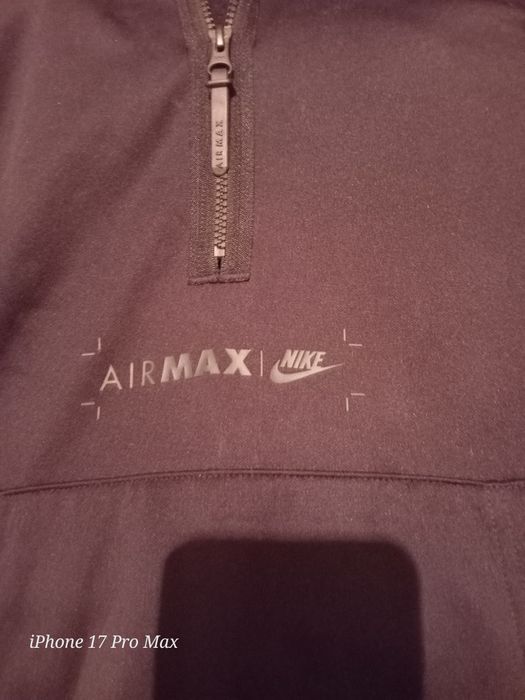 AIR MAX
AIRMAX | NIKE
iPhone 17 Pro Max